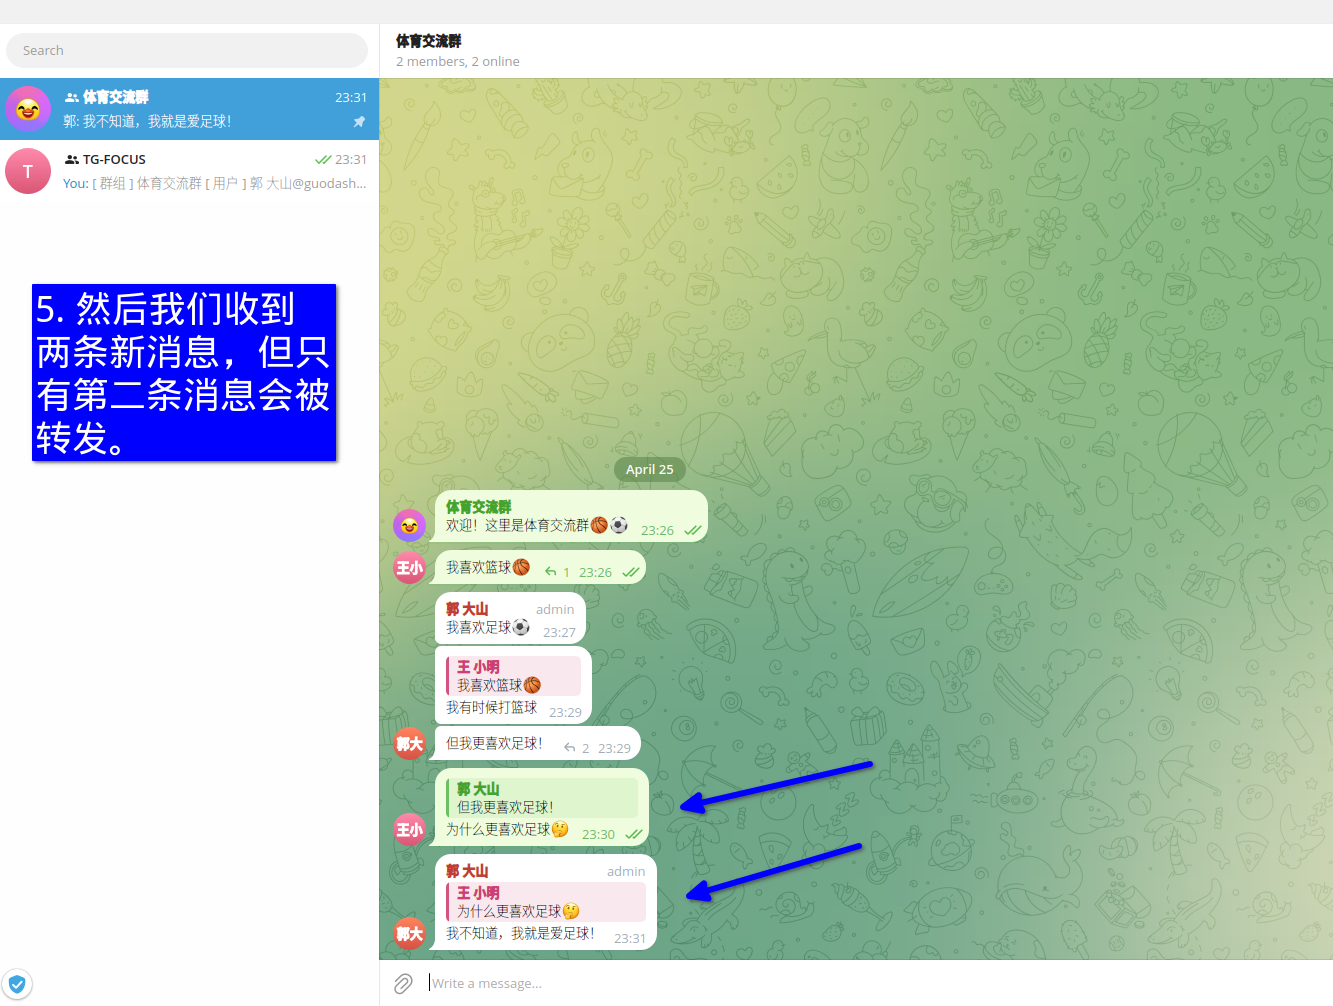 Search
体育交流群
23:31
郭: 我不知道，我就是爱足球！
T
TG-FOCUS
23:31
You: [ 群组 ] 体育交流群 [ 用户 ] 郭 大山@guodash...
5. 然后我们收到
两条新消息，但只
有第二条消息会被
转发。
体育交流群
2 members, 2 online
April 25
体育交流群
欢迎！这里是体育交流群🏀⚽ 23:26
王小
我喜欢篮球🏀 1 23:26
郭 大山 admin
我喜欢足球⚽ 23:27
王 小明
我喜欢篮球🏀
我有时候打篮球 23:29
郭大
但我更喜欢足球！ 2 23:29
郭 大山
但我更喜欢足球！
王小
为什么更喜欢足球🤔 23:30
郭 大山 admin
王 小明
为什么更喜欢足球🤔
郭大
我不知道，我就是爱足球！ 23:31
Write a message...